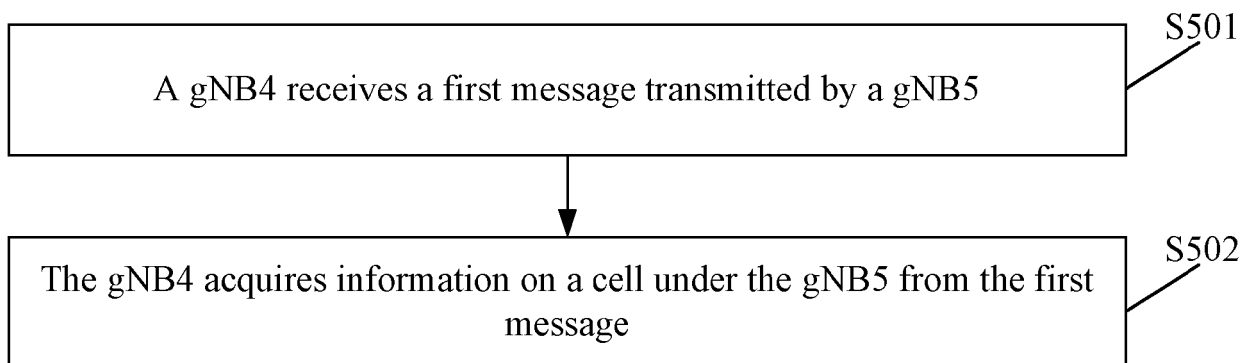 S501
A gNB4 receives a first message transmitted by a gNB5
S502
The gNB4 acquires information on a cell under the gNB5 from the first
message